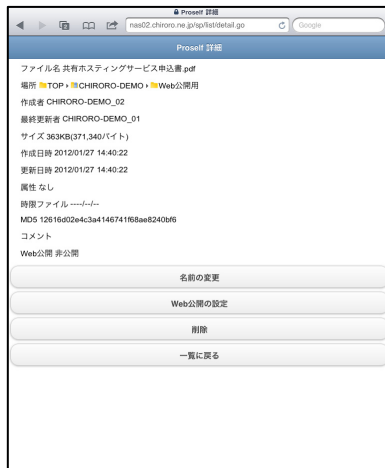 Proself 詳細
nas02.chiroro.ne.jp/sp/list/detail.go
Google
Proself 詳細
ファイル名 共有ホスティングサービス申込書.pdf
場所 TOP CHIRORO-DEMO Web公開用
作成者 CHIRORO-DEMO_02
最終更新者 CHIRORO-DEMO_01
サイズ 363KB(371,340バイト)
作成日時 2012/01/27 14:40:22
更新日時 2012/01/27 14:40:22
属性 なし
時限ファイル ----/--/--
MD5 12616d02e4c3a4146741f68ae8240bf6
コメント
Web公開 非公開
名前の変更
Web公開の設定
削除
一覧に戻る